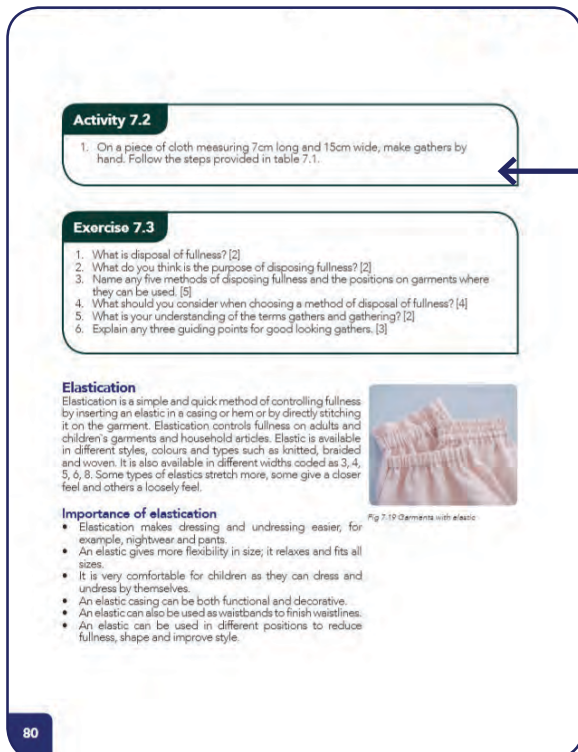 Activity 7.2
1. On a piece of cloth measuring 7cm long and 15cm wide, make gathers by
hand. Follow the steps provided in table 7.1.
Exercise 7.3
1. What is disposal of fullness? [2]
2. What do you think is the purpose of disposing fullness? [2]
3. Name any five methods of disposing fullness and the positions on garments where
they can be used. [5]
4. What should you consider when choosing a method of disposal of fullness? [4]
5. What is your understanding of the terms gathers and gathering? [2]
6. Explain any three guiding points for good looking gathers. [3]
Elastication
Elastication is a simple and quick method of controlling fullness
by inserting an elastic in a casing or hem or by directly stitching
it on the garment. Elastication controls fullness on adults and
children`s garments and household articles. Elastic is available
in different styles, colours and types such as knitted, braided
and woven. It is also available in different widths coded as 3, 4,
5, 6, 8. Some types of elastics stretch more, some give a closer
feel and others a loosely feel.
Fig 7.19 Garments with elastic
Importance of elastication
• Elastication makes dressing and undressing easier, for
example, nightwear and pants.
• An elastic gives more flexibility in size; it relaxes and fits all
sizes.
• It is very comfortable for children as they can dress and
undress by themselves.
• An elastic casing can be both functional and decorative.
• An elastic can also be used as waistbands to finish waistlines.
• An elastic can be used in different positions to reduce
fullness, shape and improve style.
80